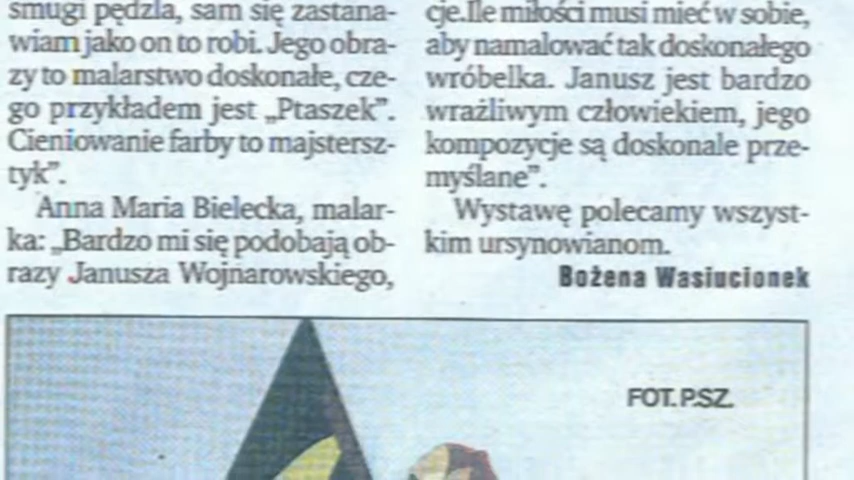 smugi pędzla, sam się zastana-
wiam jako on to robi. Jego obra-
zy to malarstwo doskonałe, cze-
go przykładem jest „Ptaszek”.
Cieniowanie farby to majstersz-
tyk”.
Anna Maria Bielecka, malar-
ka: „Bardzo mi się podobają ob-
razy Janusza Wojnarowskiego,
cje.Ile miłości musi mieć w sobie,
aby namalować tak doskonałego
wróbelka. Janusz jest bardzo
wrażliwym człowiekiem, jego
kompozycje są doskonale prze-
myślane”.
Wystawę polecamy wszyst-
kim ursynowianom.
Bożena Wasiucionek
FOT. P.SZ.